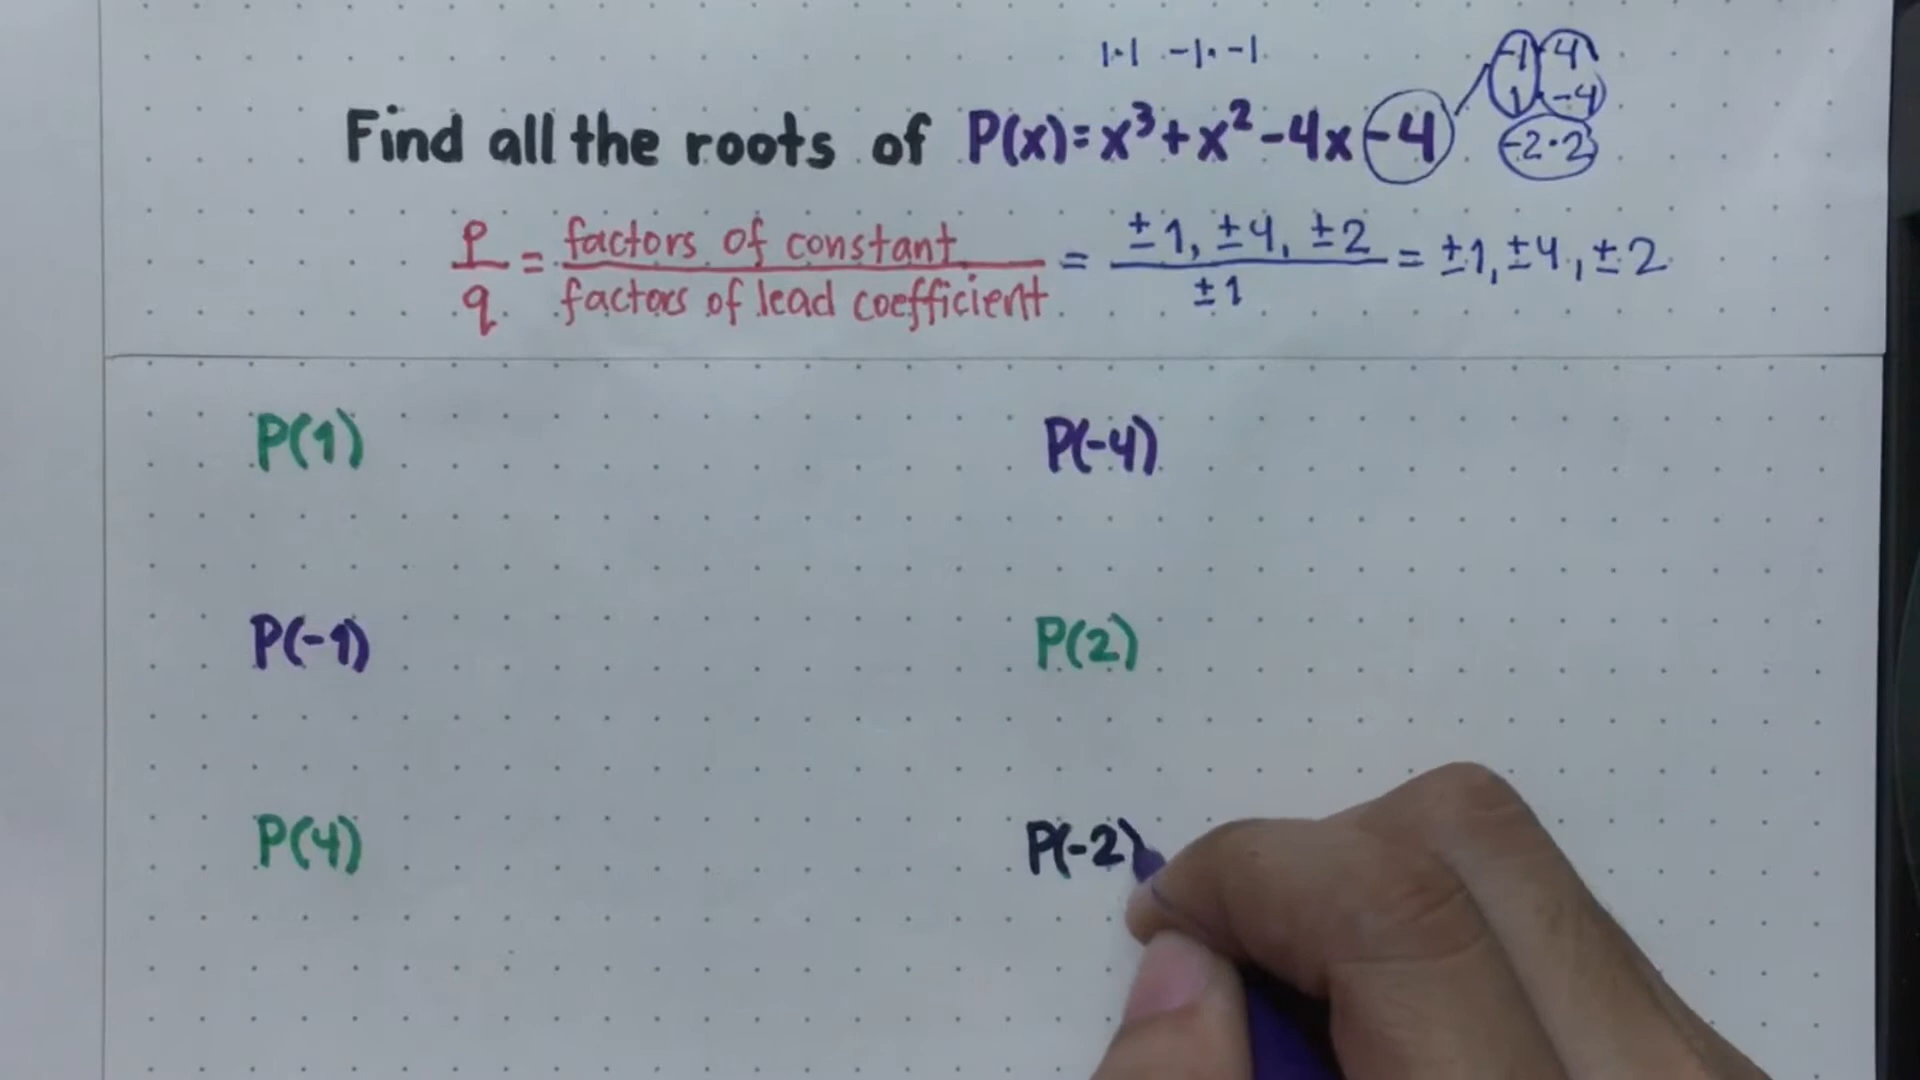 1·1 -1·-1
-1 4
1 -4
-2·2
Find all the roots of P(x)=x³+x²-4x-4
p/q = factors of constant/factors of lead coefficient = ±1, ±4, ±2/±1 = ±1, ±4, ±2
P(1)
P(-4)
P(-1)
P(2)
P(4)
P(-2)